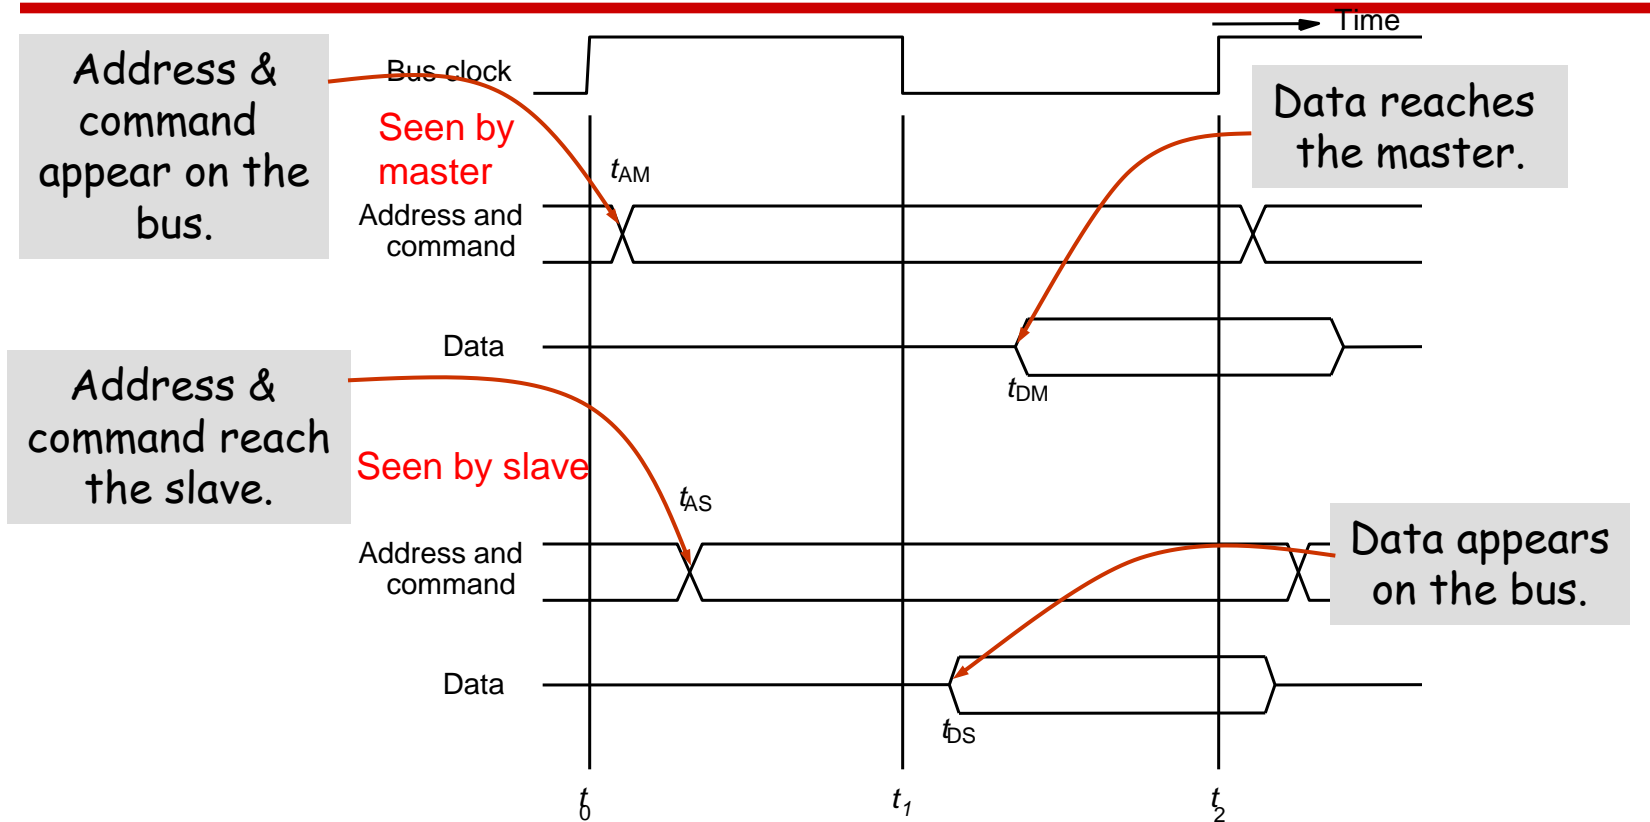 Time
Address &
command
appear on the
bus.
Bus clock
Data reaches
the master.
Seen by
master
tAM
Address and
command
Data
tDM
Address &
command reach
the slave.
Seen by slave
tAS
Address and
command
Data appears
on the bus.
Data
tDS
t0
t1
t2